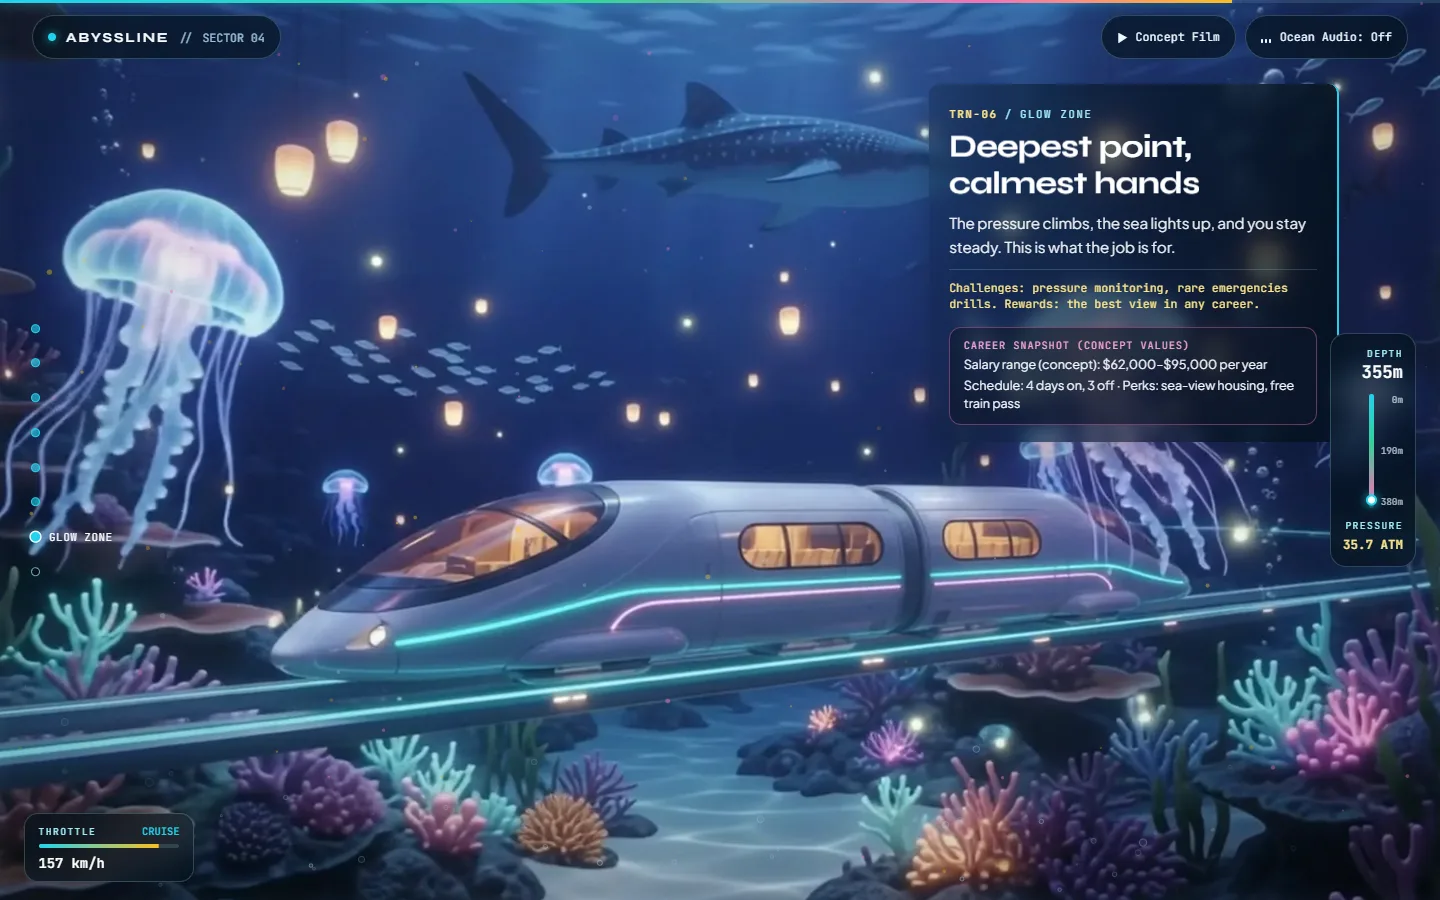 ABYSSLINE // SECTOR 04
Concept Film
Ocean Audio: Off
TRN-06 / GLOW ZONE
Deepest point,
calmest hands
The pressure climbs, the sea lights up, and you stay
steady. This is what the job is for.
Challenges: pressure monitoring, rare emergencies
drills. Rewards: the best view in any career.
CAREER SNAPSHOT (CONCEPT VALUES)
Salary range (concept): $62,000–$95,000 per year
Schedule: 4 days on, 3 off · Perks: sea-view housing, free
train pass
DEPTH
355m
0m
190m
380m
PRESSURE
35.7 ATM
GLOW ZONE
THROTTLE CRUISE
157 km/h